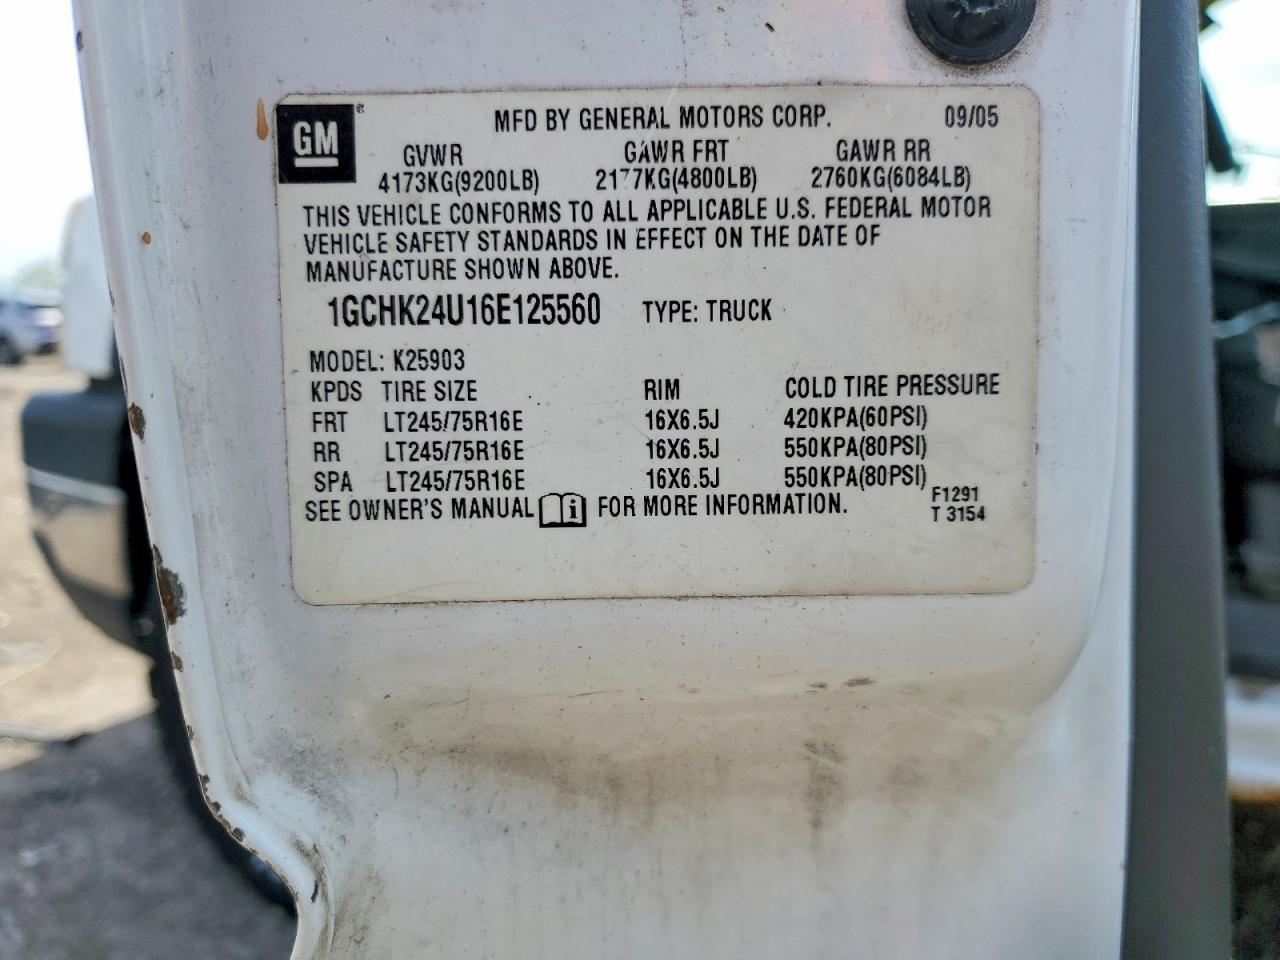 GM ®
MFD BY GENERAL MOTORS CORP. 09/05
GVWR GAWR FRT GAWR RR
4173KG(9200LB) 2177KG(4800LB) 2760KG(6084LB)
THIS VEHICLE CONFORMS TO ALL APPLICABLE U.S. FEDERAL MOTOR
VEHICLE SAFETY STANDARDS IN EFFECT ON THE DATE OF
MANUFACTURE SHOWN ABOVE.
1GCHK24U16E125560 TYPE: TRUCK
MODEL: K25903
KPDS TIRE SIZE RIM COLD TIRE PRESSURE
FRT LT245/75R16E 16X6.5J 420KPA(60PSI)
RR LT245/75R16E 16X6.5J 550KPA(80PSI)
SPA LT245/75R16E 16X6.5J 550KPA(80PSI)
SEE OWNER'S MANUAL i FOR MORE INFORMATION.
F1291
T 3154